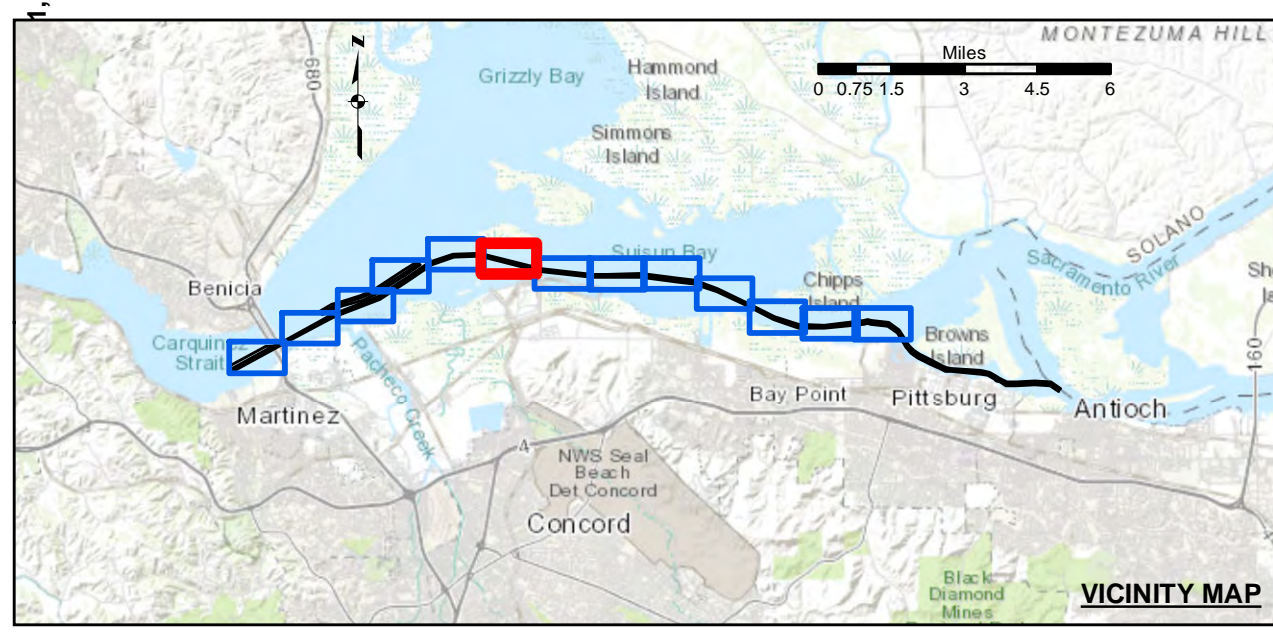 1,
MONTEZUMA HILL
Miles
0 0.75 1.5 3 4.5 6
N
680
Grizzly Bay
Hammond
Island
Simmons
Island
SOLANO
Suisun Bay
Sacramento River
Benicia
Chipps
Island
Carquinez
Strait
Pacheco Creek
Browns
Island
160
Martinez
Bay Point
Pittsburg
Antioch
4
NWS Seal
Beach
Det Concord
Concord
Black
Diamond
Mines
VICINITY MAP